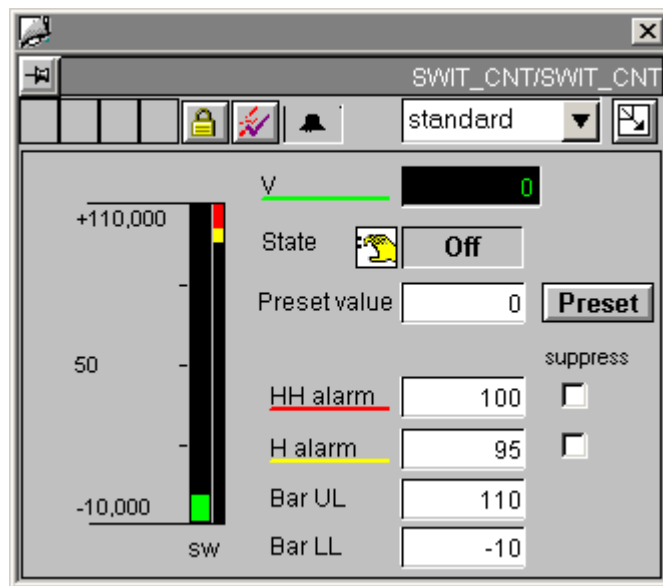 SWIT_CNT/SWIT_CNT
standard
V 0
+110,000
State Off
Preset value 0 Preset
50
suppress
HH alarm 100
H alarm 95
Bar UL 110
-10,000
Bar LL -10
SW